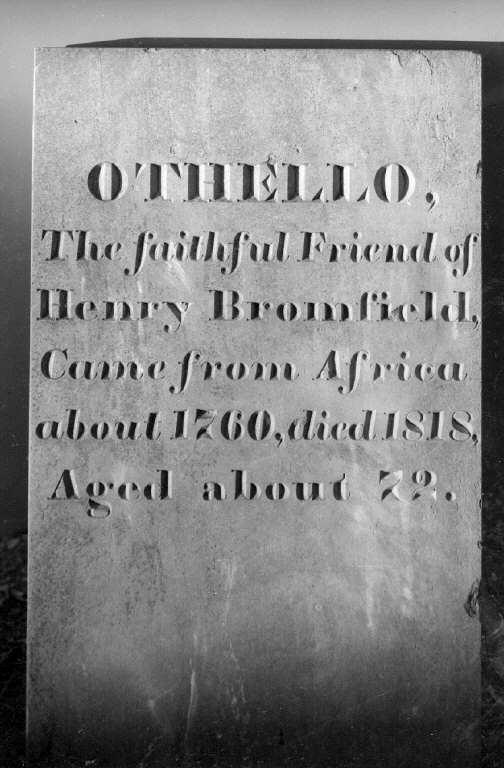 OTHELLO,
The faithful Friend of
Henry Bromfield,
Came from Africa
about 1760, died 1818,
Aged about 72.